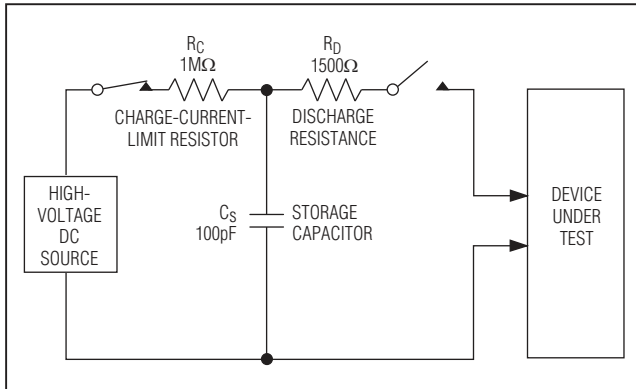 R_C
1MΩ
CHARGE-CURRENT-
LIMIT RESISTOR
R_D
1500Ω
DISCHARGE
RESISTANCE
HIGH-
VOLTAGE
DC
SOURCE
C_S
100pF
STORAGE
CAPACITOR
DEVICE
UNDER
TEST